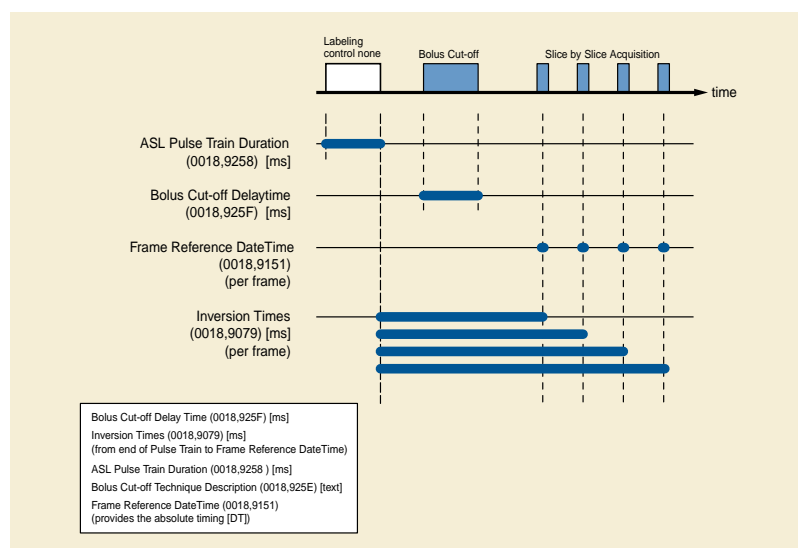 Labeling
control none
Bolus Cut-off
Slice by Slice Acquisition
time
ASL Pulse Train Duration
(0018,9258) [ms]
Bolus Cut-off Delaytime
(0018,925F) [ms]
Frame Reference DateTime
(0018,9151)
(per frame)
Inversion Times
(0018,9079) [ms]
(per frame)
Bolus Cut-off Delay Time (0018,925F) [ms]
Inversion Times (0018,9079) [ms]
(from end of Pulse Train to Frame Reference DateTime)
ASL Pulse Train Duration (0018,9258 ) [ms]
Bolus Cut-off Technique Description (0018,925E) [text]
Frame Reference DateTime (0018,9151)
(provides the absolute timing [DT])